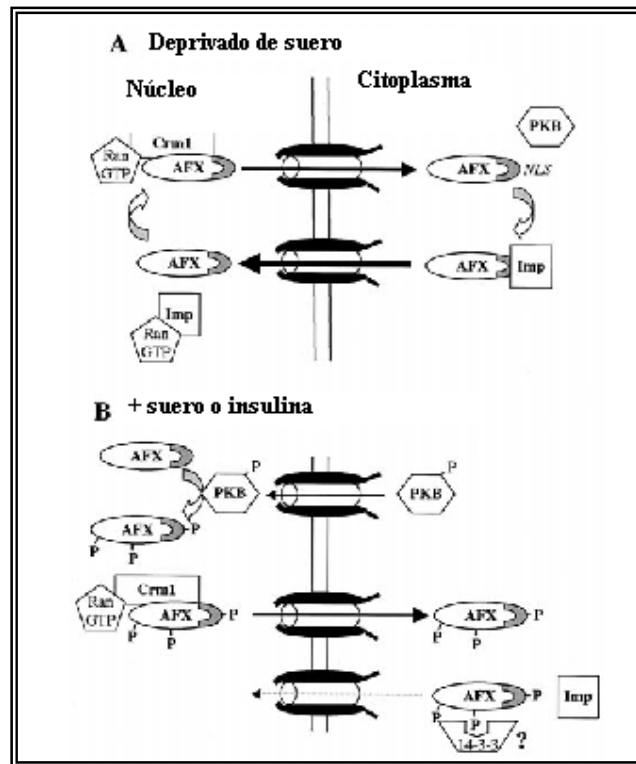 A Deprivado de suero
Núcleo Citoplasma
PKB
Crm1
Ran GTP AFX AFX NLS
AFX AFX Imp
Imp
Ran GTP
B + suero o insulina
AFX P P
PKB PKB
AFX P
P P
Crm1
Ran GTP AFX P AFX P
P P P P
AFX P Imp
P P
14-3-3 ?